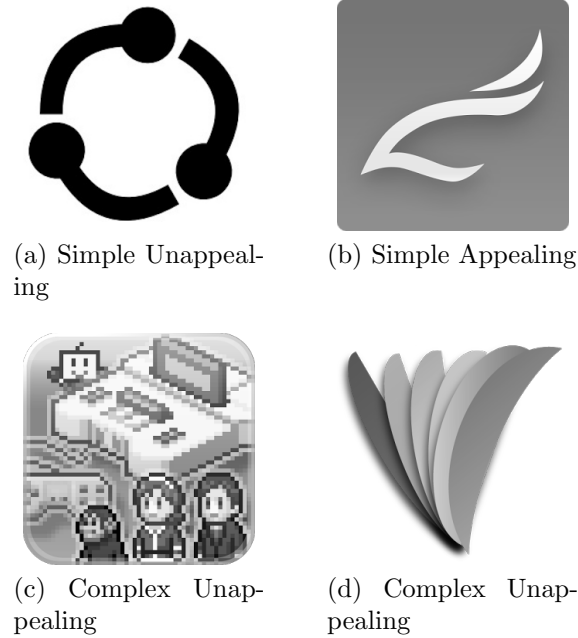 (a) Simple Unappeal-
ing
(b) Simple Appealing
(c) Complex Unap-
pealing
(d) Complex Unap-
pealing